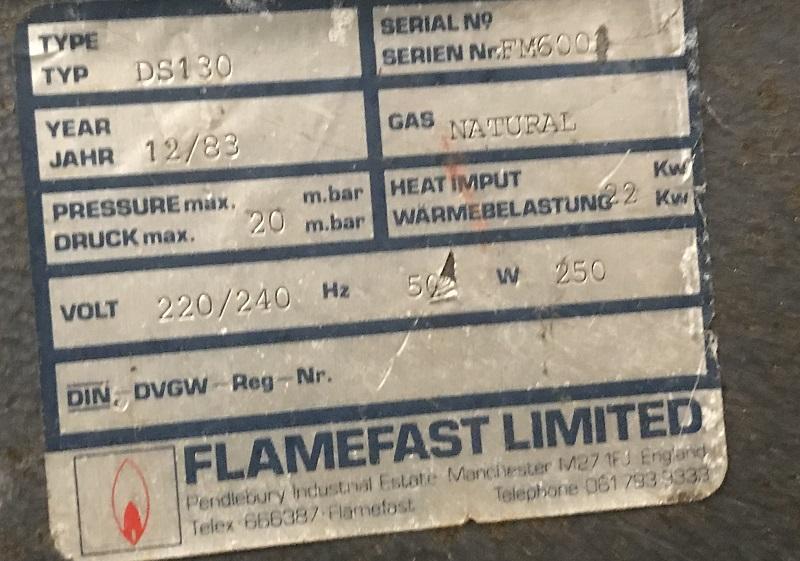 TYPE
TYP DS130
SERIAL Nº
SERIEN Nr. FM600
YEAR
JAHR 12/83
GAS NATURAL
PRESSURE max. m.bar
DRUCK max. 20 m.bar
HEAT IMPUT Kw
WÄRMEBELASTUNG 22 Kw
VOLT 220/240 Hz 50 W 250
DIN. DVGW-Reg-Nr.
FLAMEFAST LIMITED
Pendlebury Industrial Estate Manchester M27 1FJ England
Telex 666387 Flamefast Telephone 061 793 9333